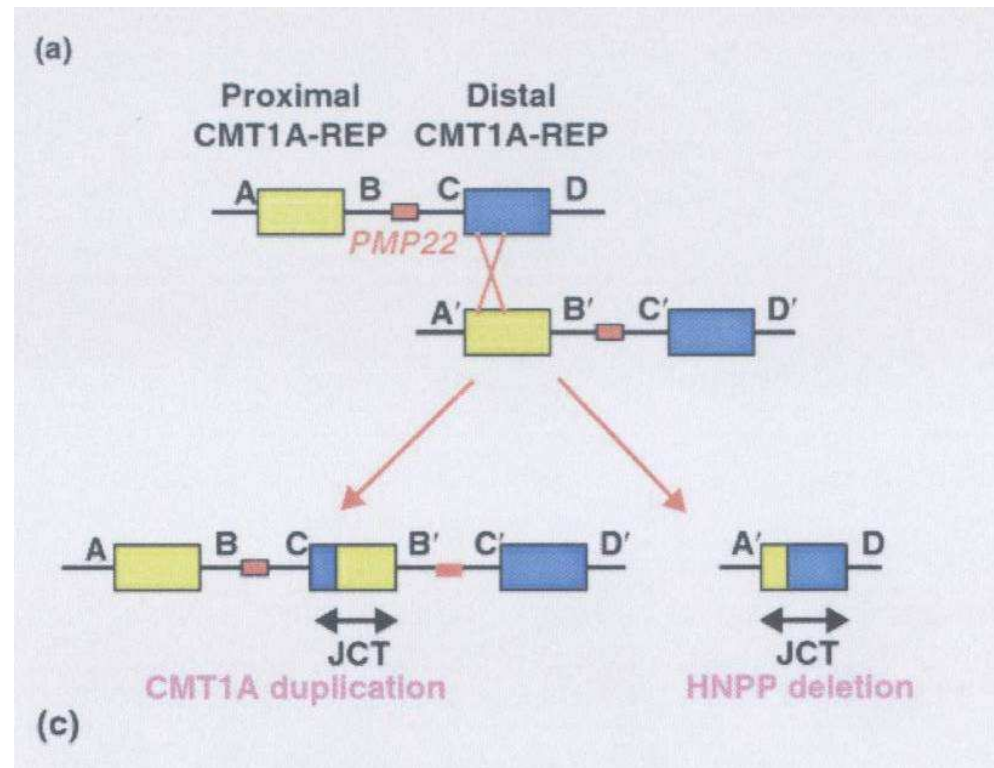 (a)
Proximal Distal
CMT1A-REP CMT1A-REP
A B C D
PMP22
A′ B′ C′ D′
A B C B′ C′ D′ A′ D
JCT JCT
CMT1A duplication HNPP deletion
(c)